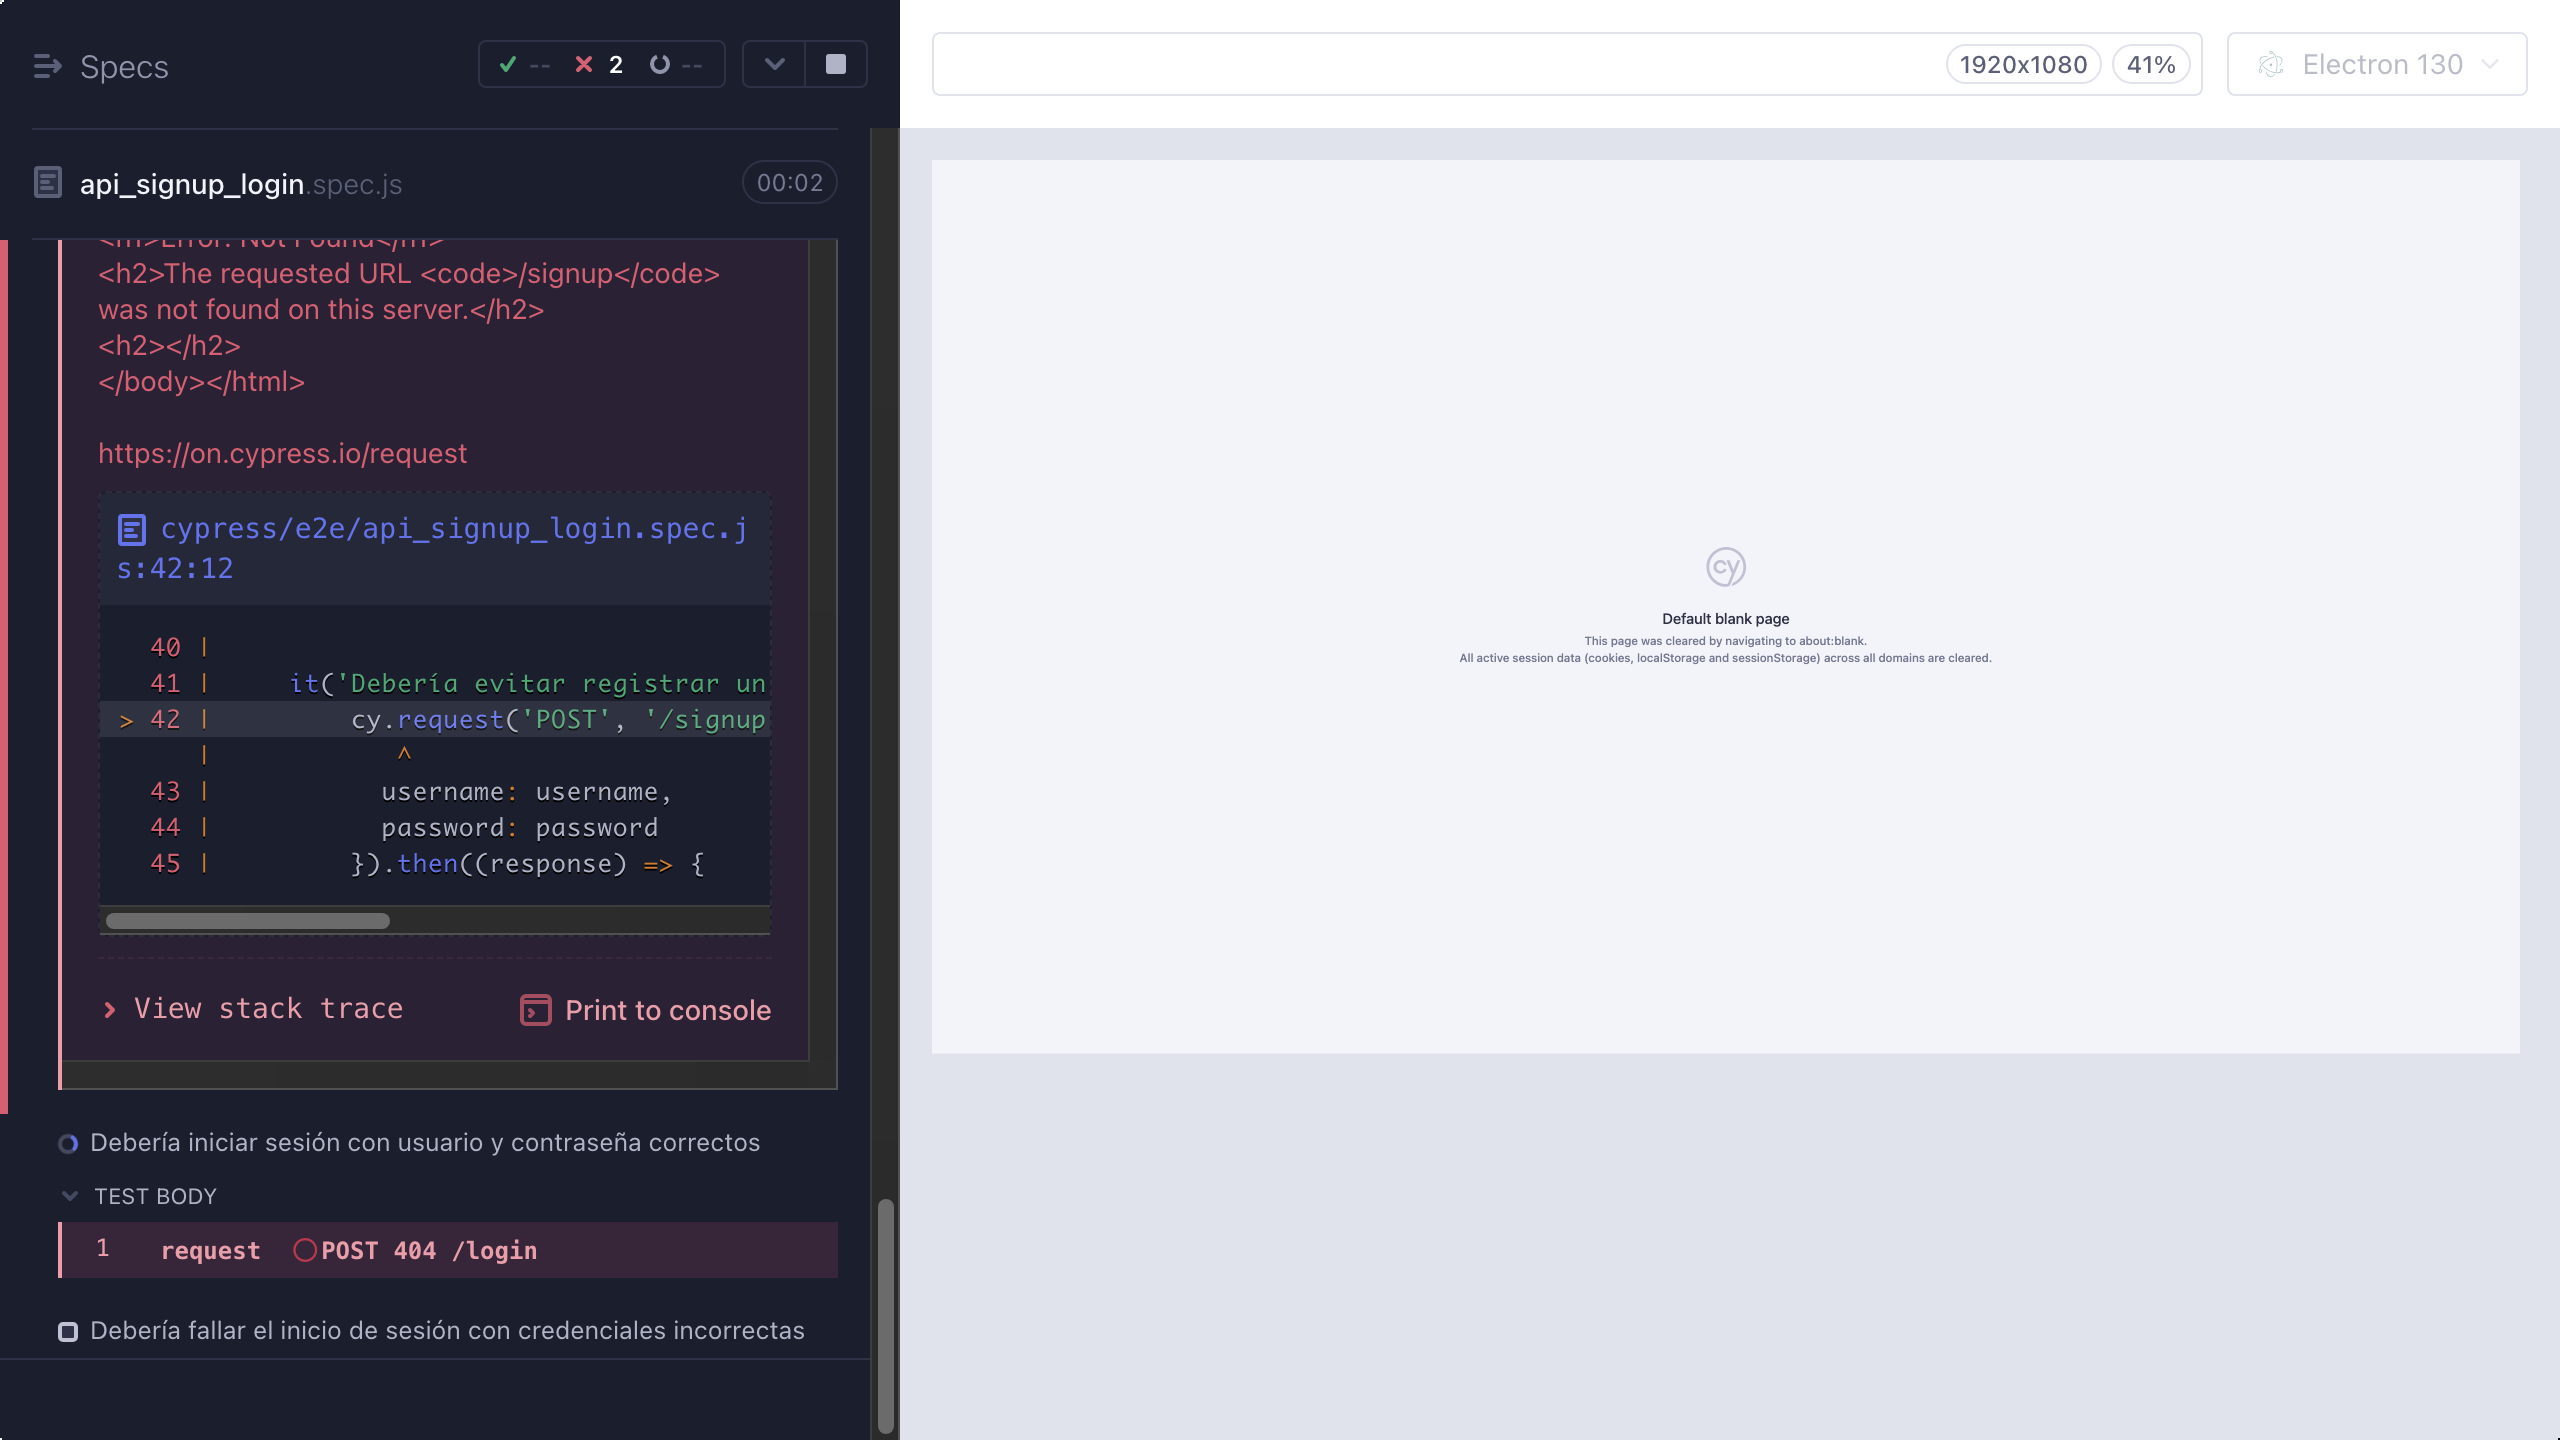 Specs
-- 2 --
1920x1080 41%
Electron 130
api_signup_login.spec.js
00:02
<h1>Error: Not Found</h1>
<h2>The requested URL <code>/signup</code>
was not found on this server.</h2>
<h2></h2>
</body></html>
https://on.cypress.io/request
cypress/e2e/api_signup_login.spec.j
s:42:12
40 |
41 | it('Debería evitar registrar un
> 42 | cy.request('POST', '/signup
| ^
43 | username: username,
44 | password: password
45 | }).then((response) => {
View stack trace
Print to console
Debería iniciar sesión con usuario y contraseña correctos
TEST BODY
1 request POST 404 /login
Debería fallar el inicio de sesión con credenciales incorrectas
cy
Default blank page
This page was cleared by navigating to about:blank.
All active session data (cookies, localStorage and sessionStorage) across all domains are cleared.